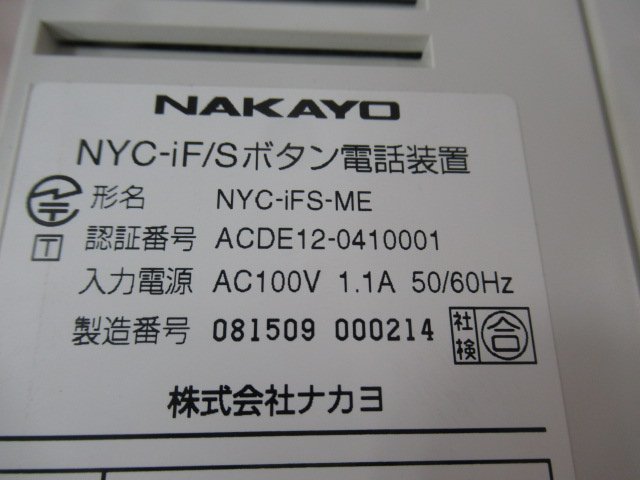 NAKAYO
NYC-iF/Sボタン電話装置
形名 NYC-iFS-ME
T 認証番号 ACDE12-0410001
入力電源 AC100V 1.1A 50/60Hz
製造番号 081509 000214 社検 合
株式会社ナカヨ